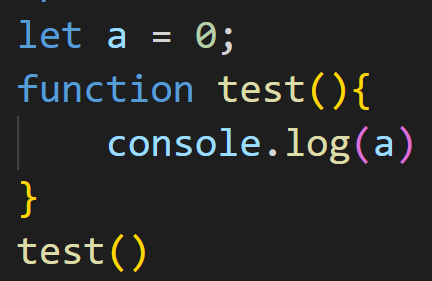 let a = 0;
function test(){
    console.log(a)
}
test()